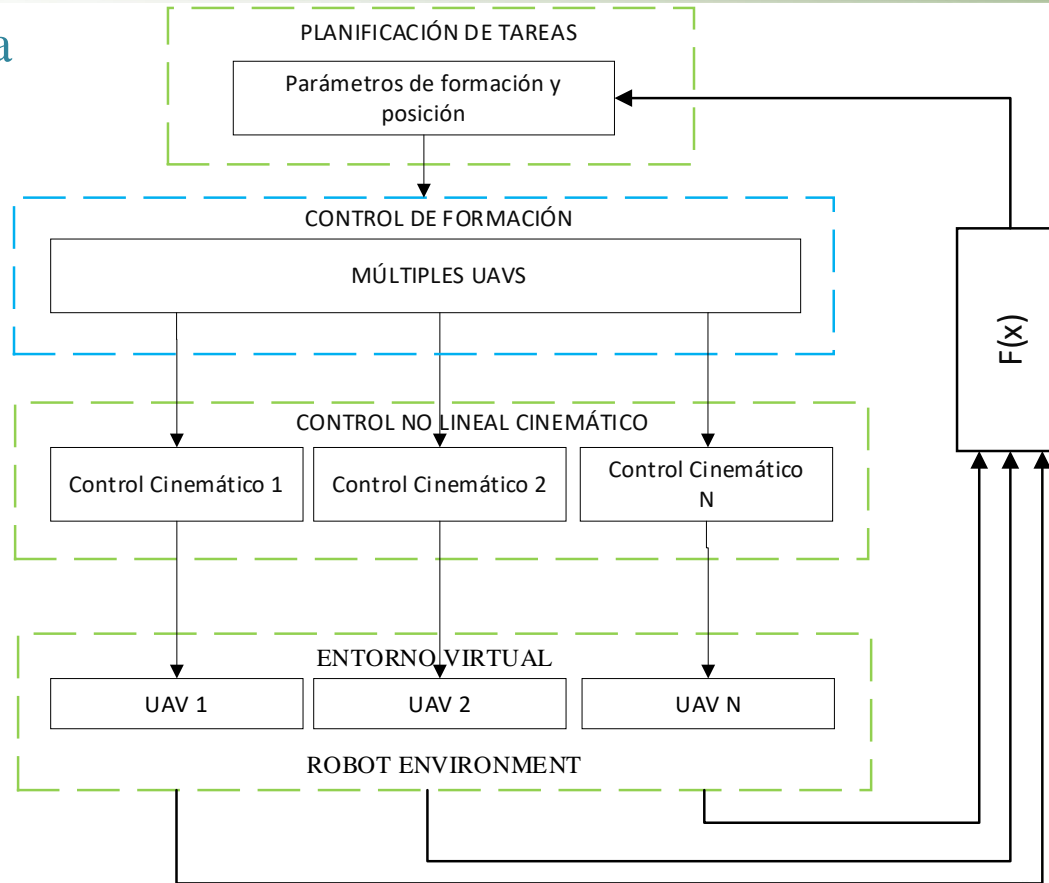 a
PLANIFICACIÓN DE TAREAS
Parámetros de formación y
posición
CONTROL DE FORMACIÓN
MÚLTIPLES UAVS
F(x)
CONTROL NO LINEAL CINEMÁTICO
Control Cinemático 1
Control Cinemático 2
Control Cinemático
N
ENTORNO VIRTUAL
UAV 1
UAV 2
UAV N
ROBOT ENVIRONMENT